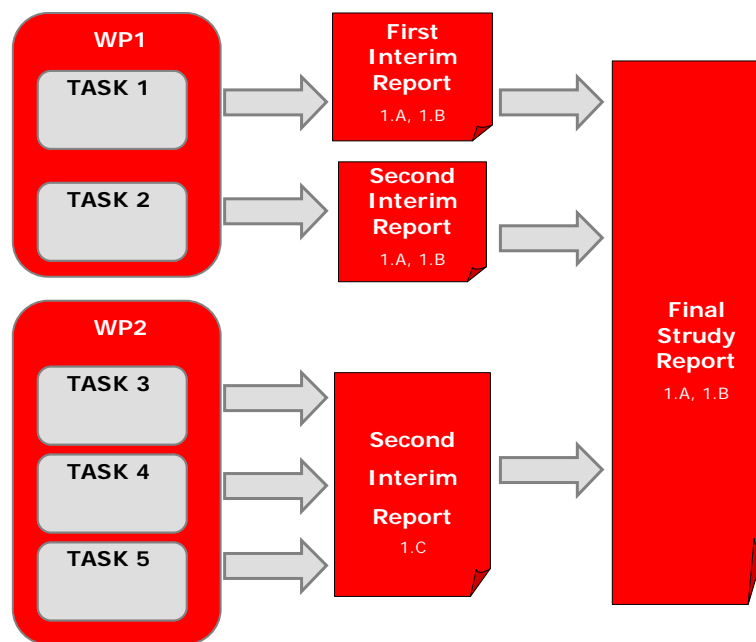 WP1
TASK 1
TASK 2
First
Interim
Report
1.A, 1.B
Second
Interim
Report
1.A, 1.B
WP2
TASK 3
TASK 4
TASK 5
Second
Interim
Report
1.C
Final
Strudy
Report
1.A, 1.B